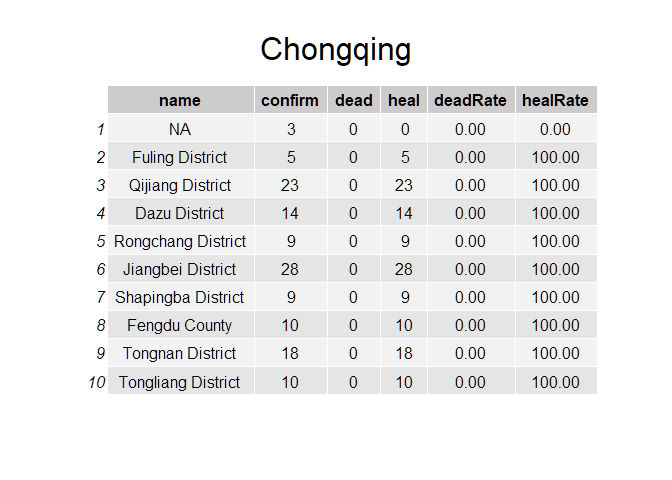 Chongqing
name confirm dead heal deadRate healRate
1 NA 3 0 0 0.00 0.00
2 Fuling District 5 0 5 0.00 100.00
3 Qijiang District 23 0 23 0.00 100.00
4 Dazu District 14 0 14 0.00 100.00
5 Rongchang District 9 0 9 0.00 100.00
6 Jiangbei District 28 0 28 0.00 100.00
7 Shapingba District 9 0 9 0.00 100.00
8 Fengdu County 10 0 10 0.00 100.00
9 Tongnan District 18 0 18 0.00 100.00
10 Tongliang District 10 0 10 0.00 100.00